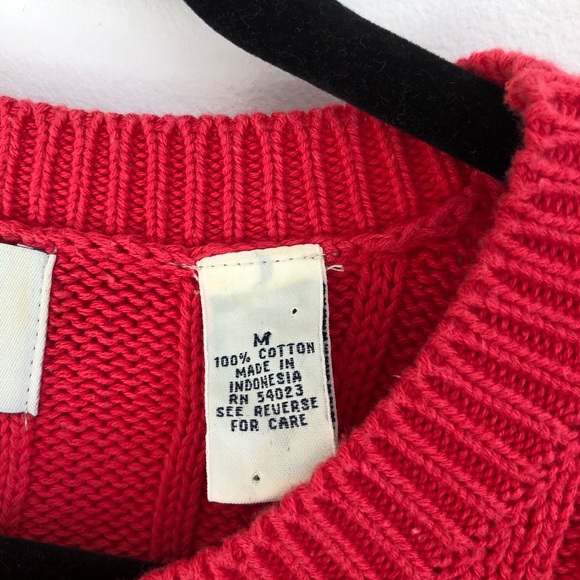 M
100% COTTON
MADE IN
INDONESIA
RN 54023
SEE REVERSE
FOR CARE